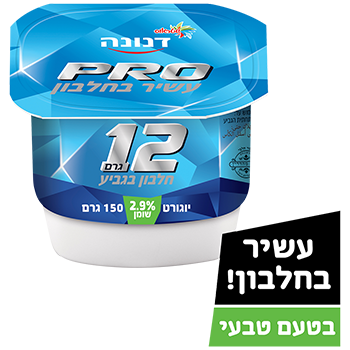 דנונה
PRO
עשיר בחלבון
12 גרם
חלבון בגביע
יוגורט 2.9% שומן 150 גרם
עשיר
בחלבון!
בטעם טבעי